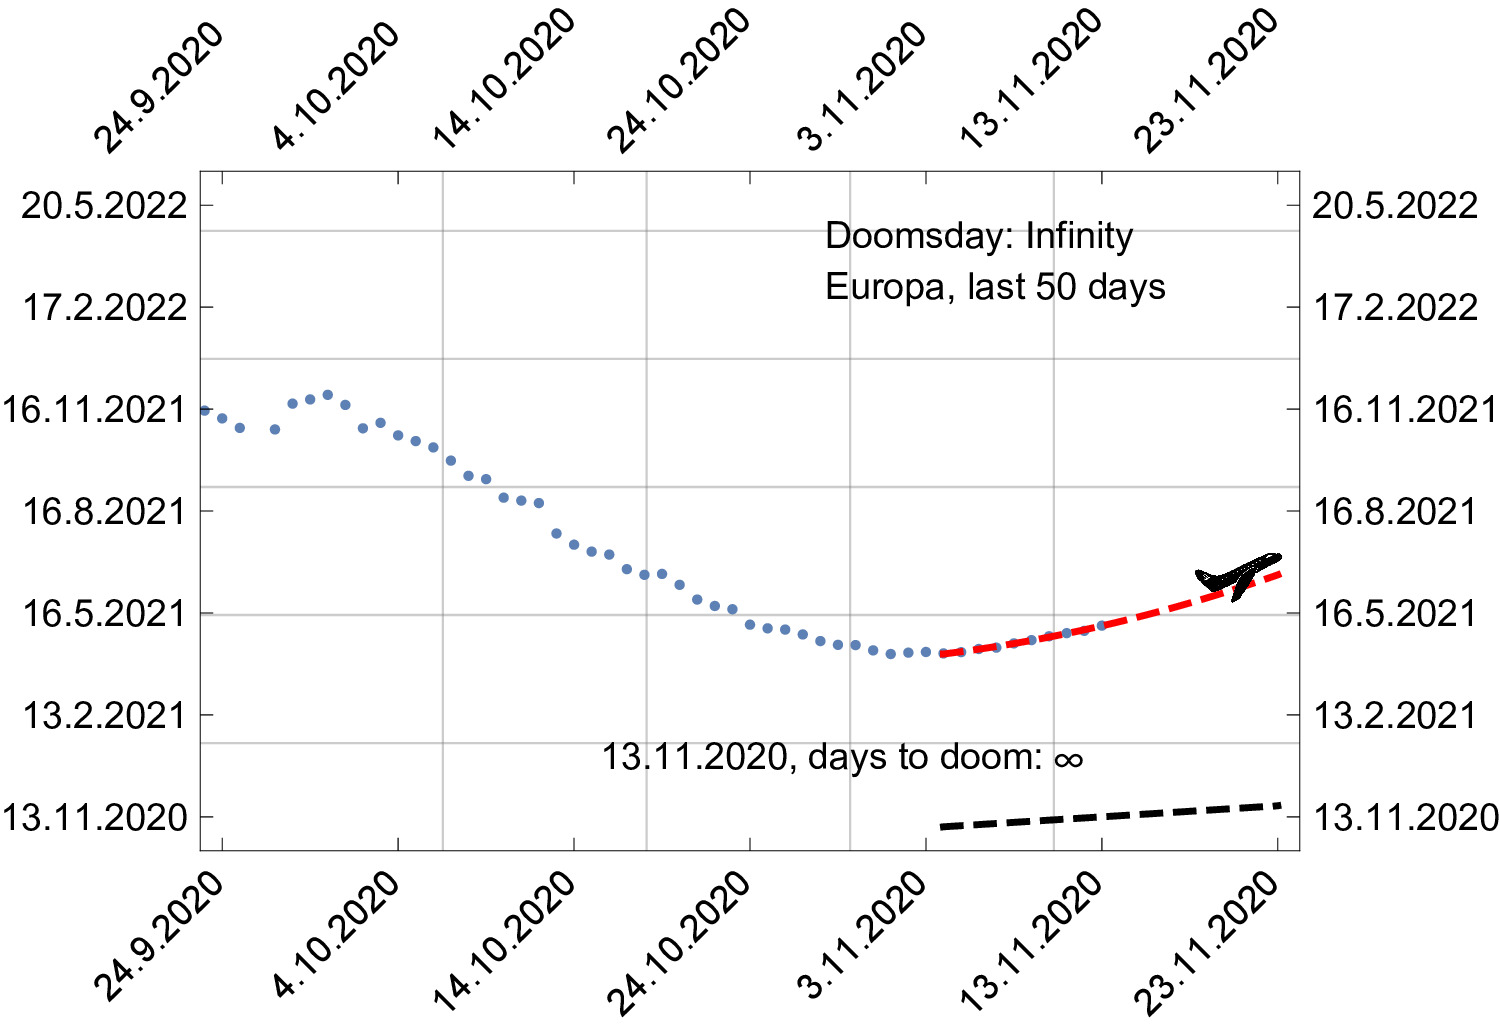 24.9.2020 4.10.2020 14.10.2020 24.10.2020 3.11.2020 13.11.2020 23.11.2020
20.5.2022 20.5.2022
Doomsday: Infinity
Europa, last 50 days
17.2.2022 17.2.2022
16.11.2021 16.11.2021
16.8.2021 16.8.2021
16.5.2021 16.5.2021
13.2.2021 13.2.2021
13.11.2020, days to doom: ∞
13.11.2020 13.11.2020
24.9.2020 4.10.2020 14.10.2020 24.10.2020 3.11.2020 13.11.2020 23.11.2020